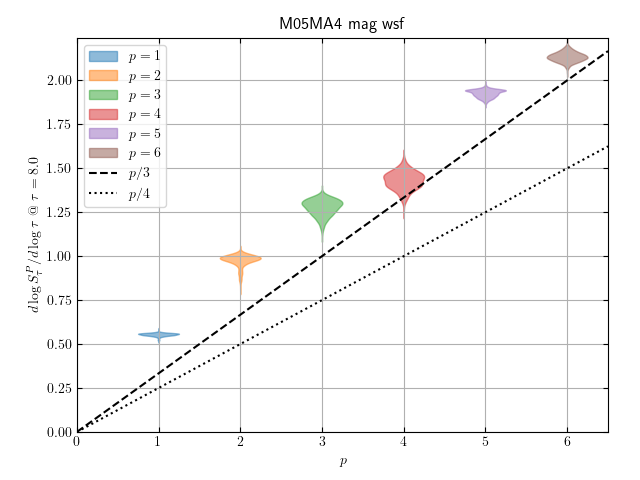 M05MA4 mag wsf
p = 1
p = 2
p = 3
p = 4
p = 5
p = 6
p/3
p/4
d log S_τ^P / d log τ @ τ = 8.0
2.00
1.75
1.50
1.25
1.00
0.75
0.50
0.25
0.00
0 1 2 3 4 5 6
p